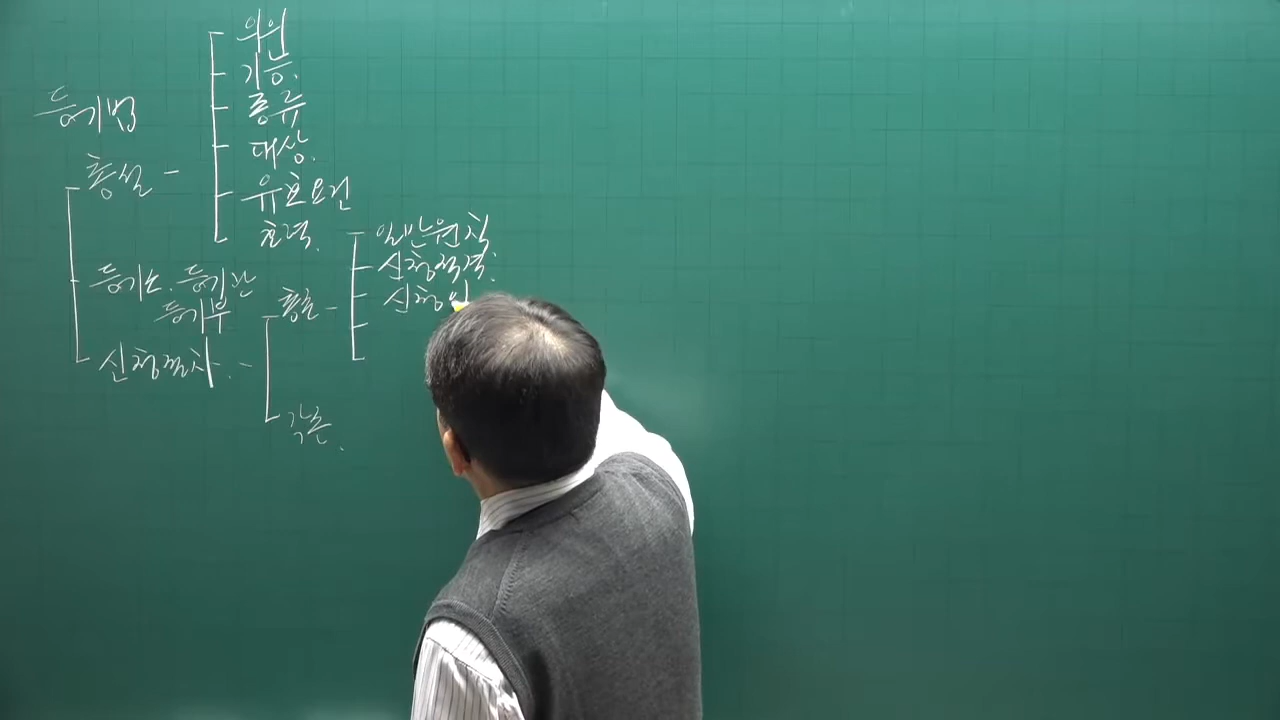 등기법
총설 -
의의
기능.
종류
대상.
유효요건
효력.
등기소. 등기관
등기부
신청절차. -
총론 -
일반원칙
신청적격.
신청인
각론.